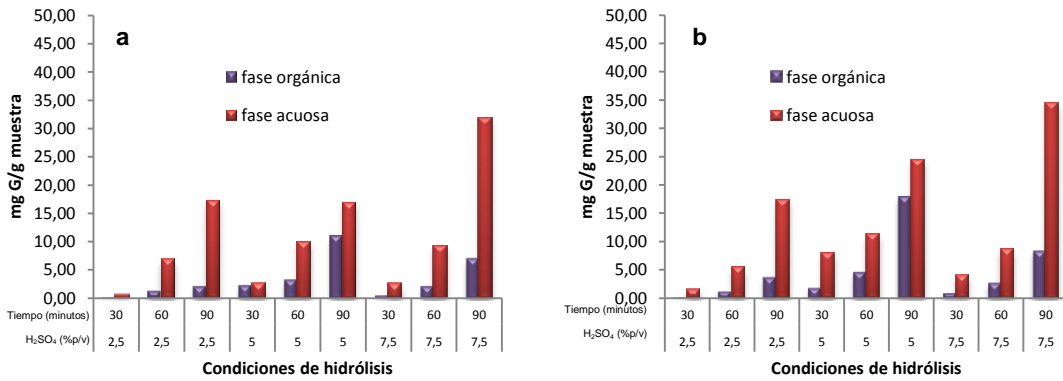 a
50,00
45,00
40,00
35,00
30,00
25,00
20,00
15,00
10,00
5,00
0,00
mg G/g muestra
fase orgánica
fase acuosa
Tiempo (minutos) 30 60 90 30 60 90 30 60 90
H₂SO₄ (%p/v) 2,5 2,5 2,5 5 5 5 7,5 7,5 7,5
Condiciones de hidrólisis
b
50,00
45,00
40,00
35,00
30,00
25,00
20,00
15,00
10,00
5,00
0,00
mg G/g muestra
fase orgánica
fase acuosa
Tiempo (minutos) 30 60 90 30 60 90 30 60 90
H₂SO₄ (%p/v) 2,5 2,5 2,5 5 5 5 7,5 7,5 7,5
Condiciones de hidrólisis